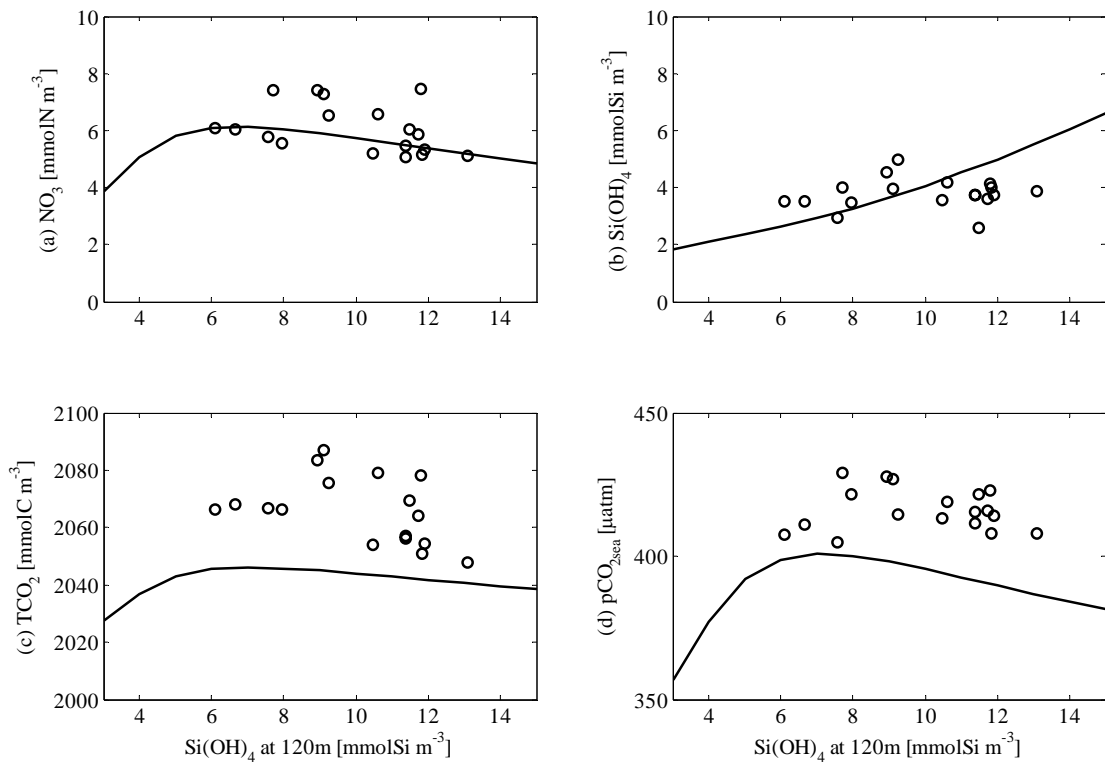 10
8
6
4
2
0
4 6 8 10 12 14
(a) NO3 [mmolN m-3]
10
8
6
4
2
0
4 6 8 10 12 14
(b) Si(OH)4 [mmolSi m-3]
2100
2080
2060
2040
2020
2000
4 6 8 10 12 14
(c) TCO2 [mmolC m-3]
Si(OH)4 at 120m [mmolSi m-3]
450
400
350
4 6 8 10 12 14
(d) pCO2sea [µatm]
Si(OH)4 at 120m [mmolSi m-3]